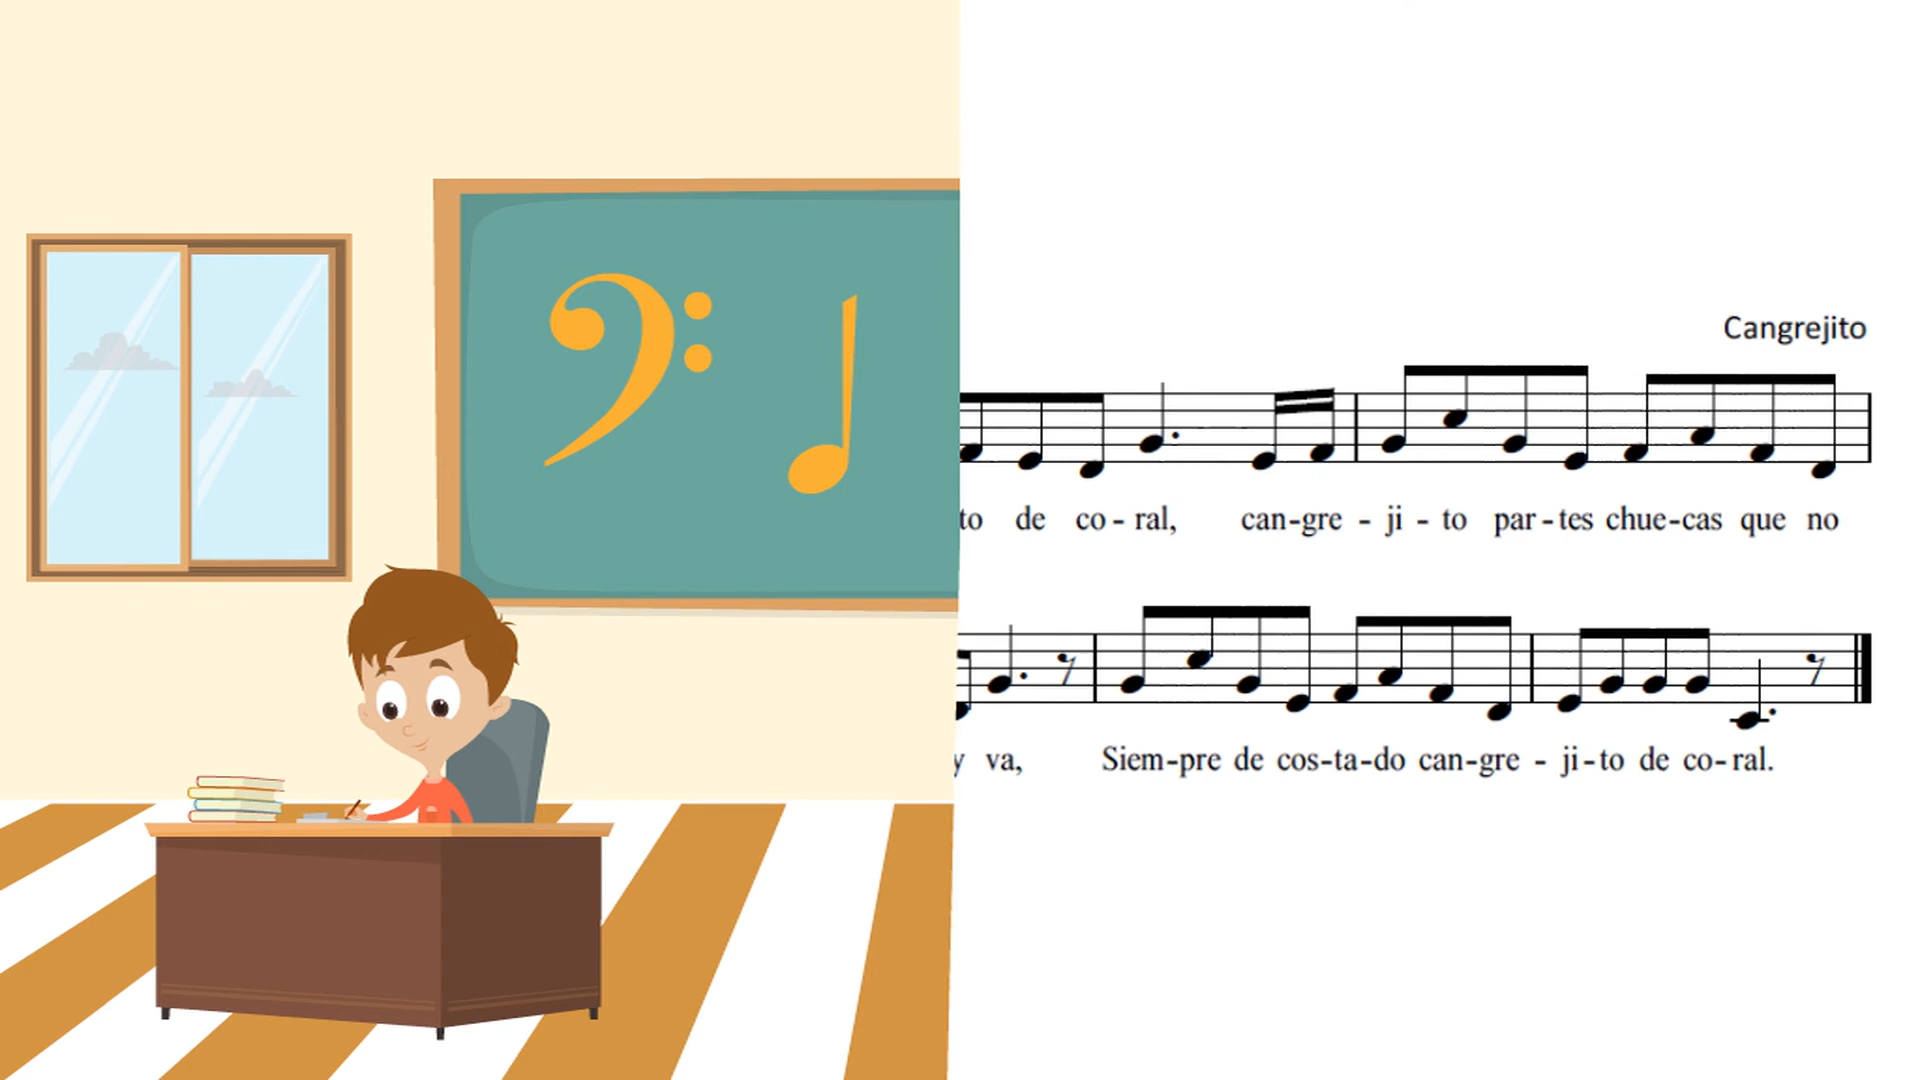 Cangrejito
to de co-ral, can-gre-ji-to par-tes chue-cas que no
y va, Siem-pre de cos-ta-do can-gre-ji-to de co-ral.